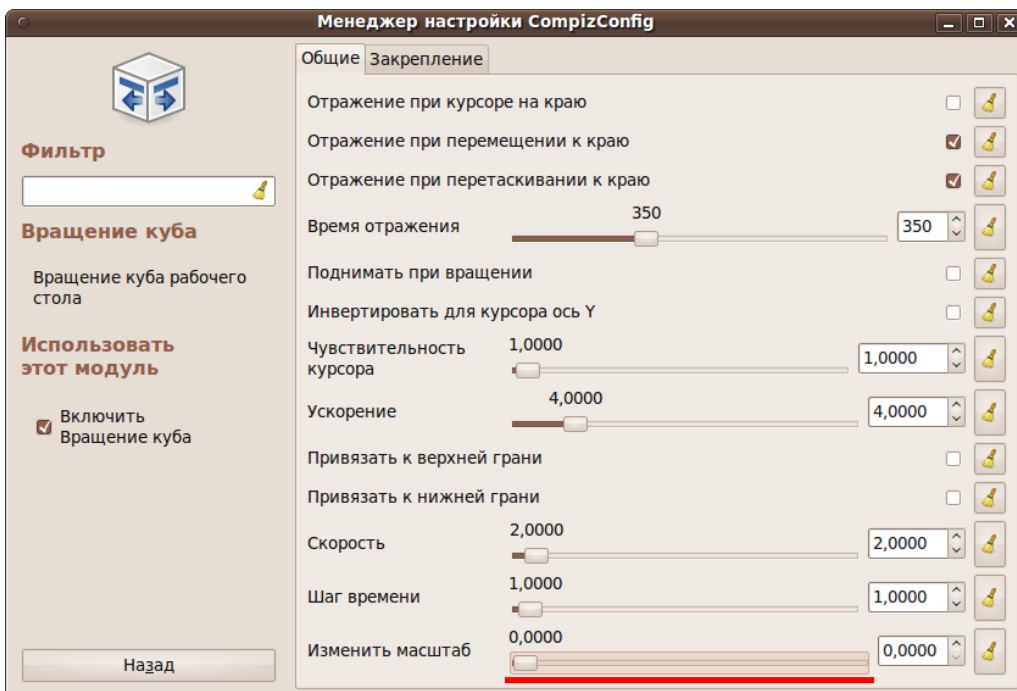 Менеджер настройки CompizConfig
Фильтр
Вращение куба
Вращение куба рабочего
стола
Использовать
этот модуль
Включить
Вращение куба
Назад
Общие Закрепление
Отражение при курсоре на краю
Отражение при перемещении к краю
Отражение при перетаскивании к краю
350
Время отражения 350
Поднимать при вращении
Инвертировать для курсора ось Y
Чувствительность
курсора
1,0000
1,0000
4,0000
Ускорение 4,0000
Привязать к верхней грани
Привязать к нижней грани
2,0000
Скорость 2,0000
1,0000
Шаг времени 1,0000
0,0000
Изменить масштаб 0,0000